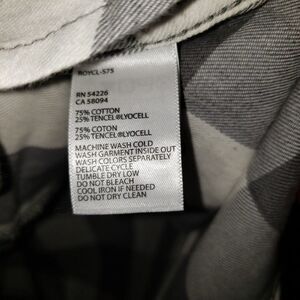 ROYCL-S75
RN 54226
CA 58094
75% COTTON
25% TENCEL®LYOCELL
75% COTON
25% TENCEL®LYOCELL
MACHINE WASH COLD
WASH GARMENT INSIDE OUT
WASH COLORS SEPARATELY
DELICATE CYCLE
TUMBLE DRY LOW
DO NOT BLEACH
COOL IRON IF NEEDED
DO NOT DRY CLEAN